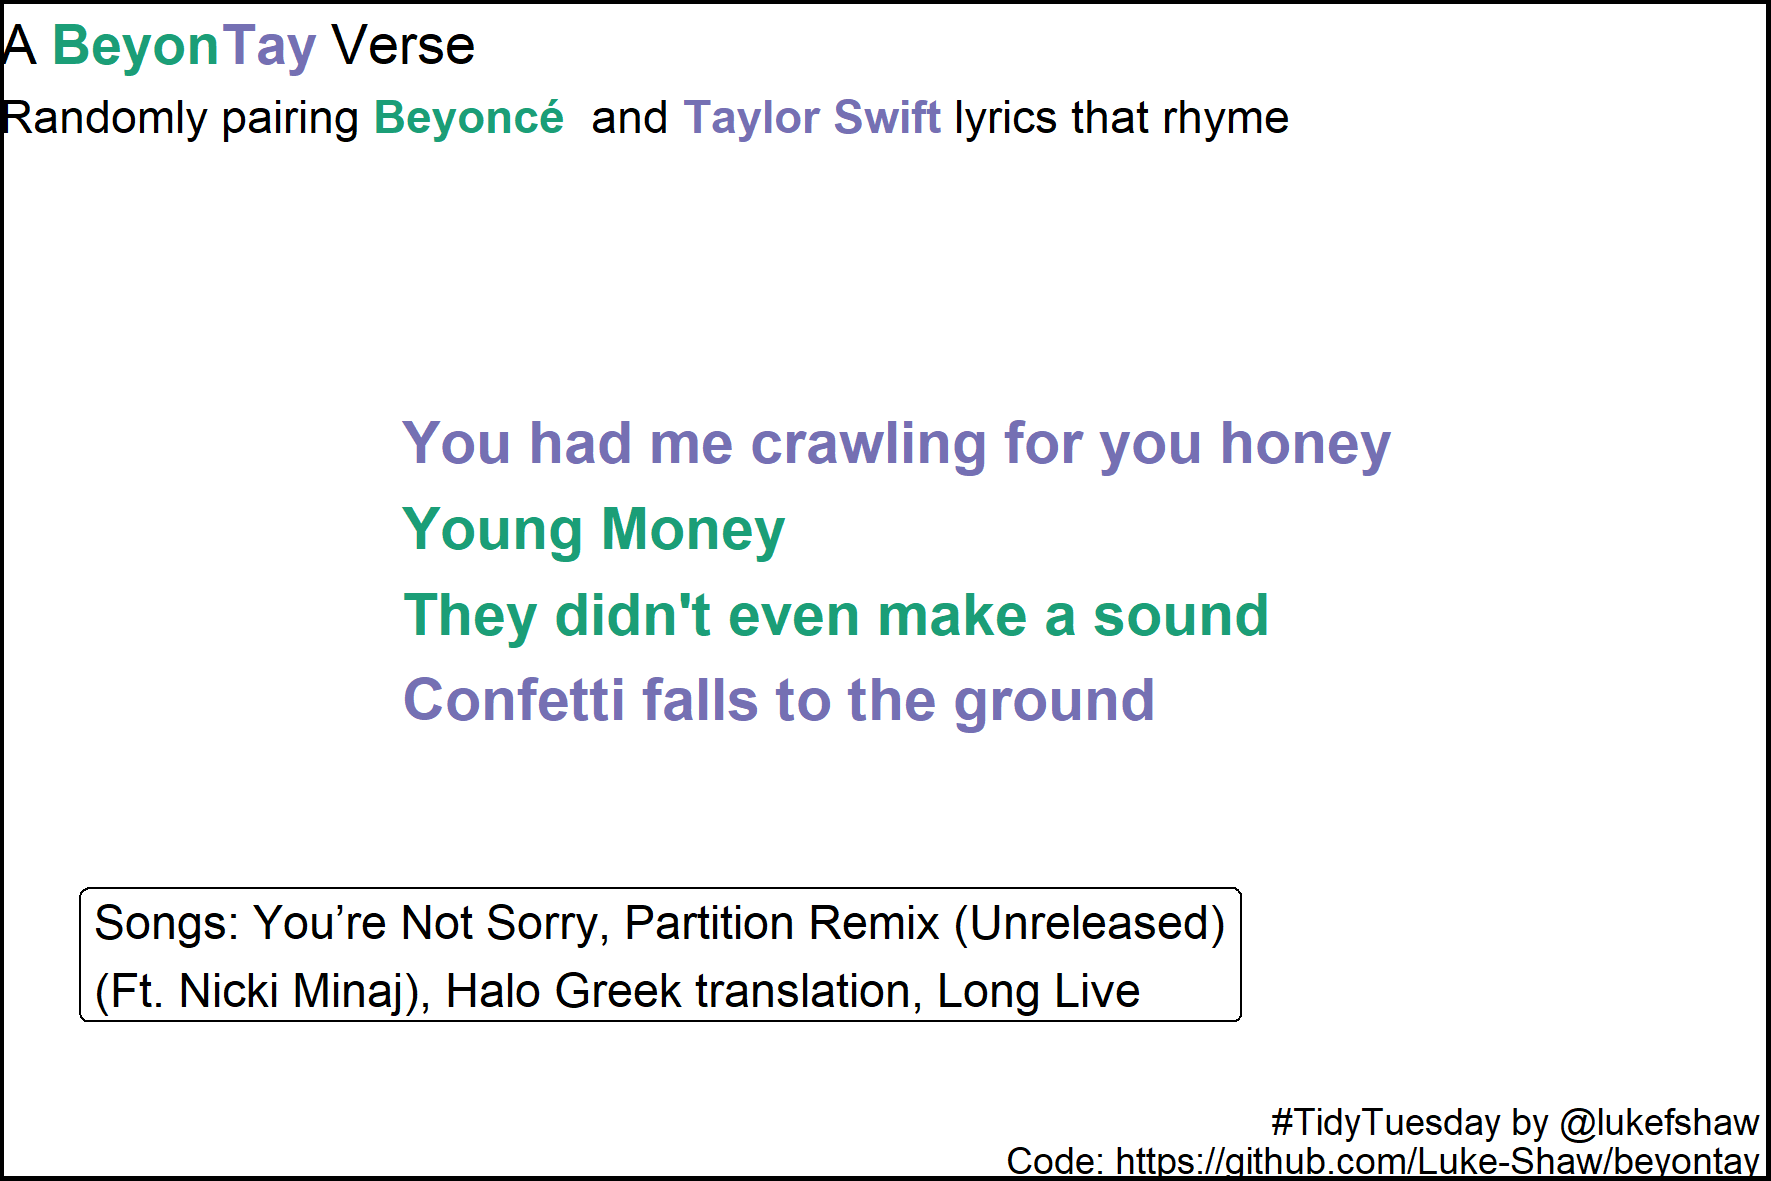 A BeyonTay Verse
Randomly pairing Beyoncé and Taylor Swift lyrics that rhyme
You had me crawling for you honey
Young Money
They didn't even make a sound
Confetti falls to the ground
Songs: You’re Not Sorry, Partition Remix (Unreleased)
(Ft. Nicki Minaj), Halo Greek translation, Long Live
#TidyTuesday by @lukefshaw
Code: https://github.com/Luke-Shaw/beyontay